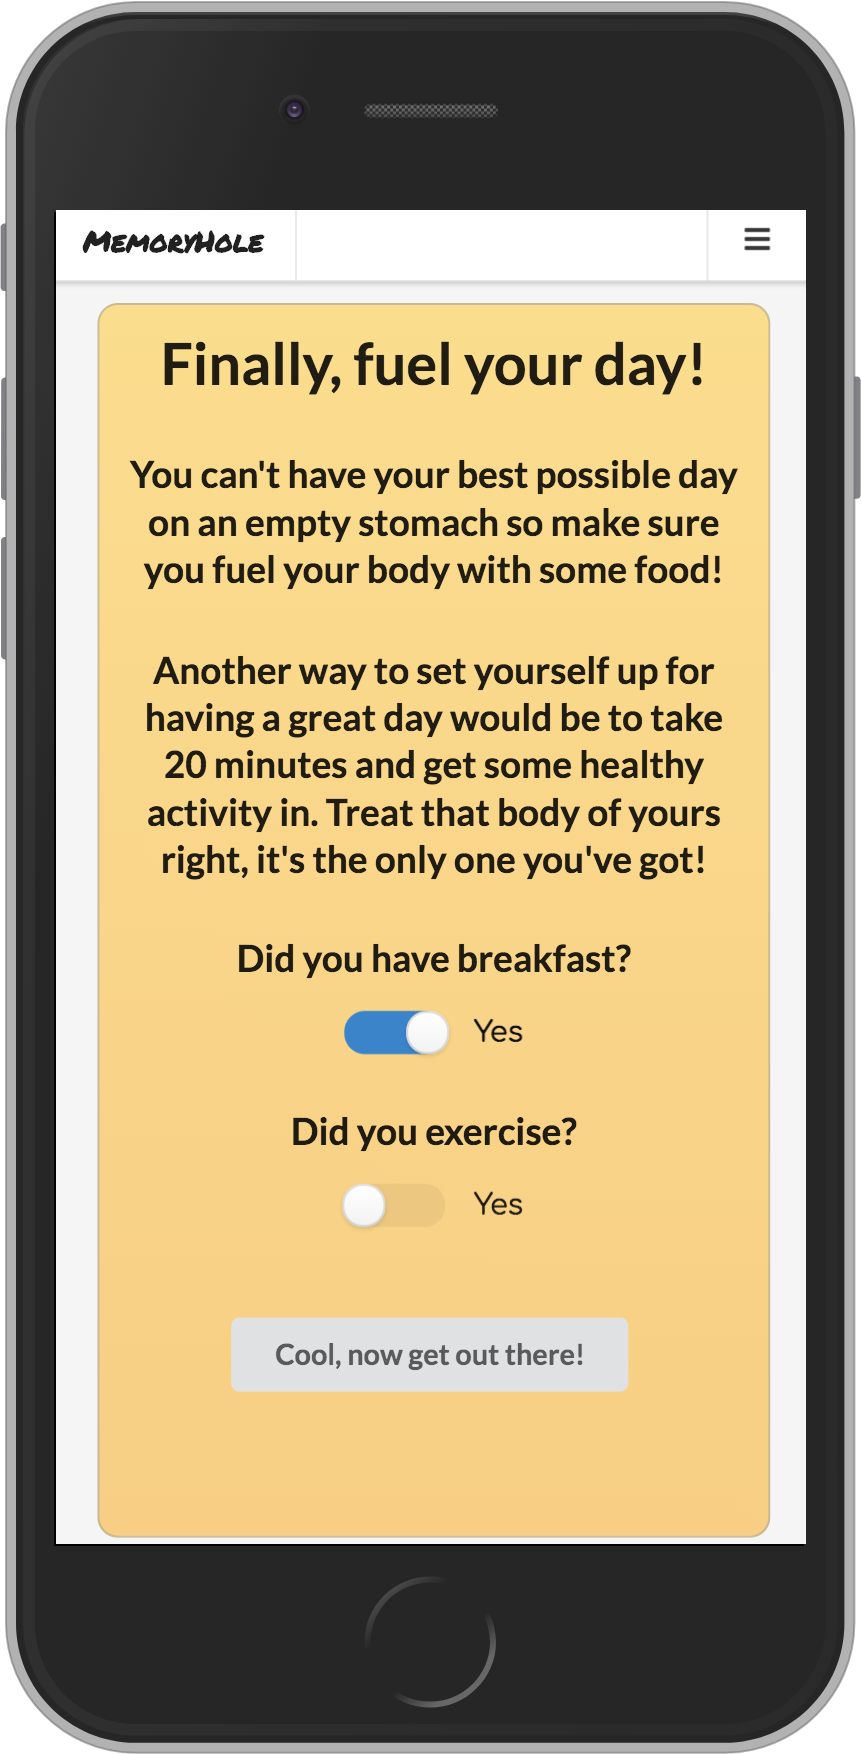 MemoryHole
Finally, fuel your day!
You can't have your best possible day
on an empty stomach so make sure
you fuel your body with some food!
Another way to set yourself up for
having a great day would be to take
20 minutes and get some healthy
activity in. Treat that body of yours
right, it's the only one you've got!
Did you have breakfast?
Yes
Did you exercise?
Yes
Cool, now get out there!